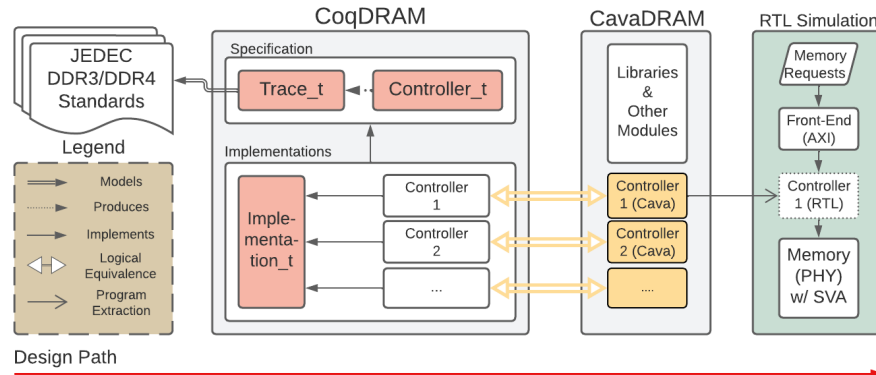 CoqDRAM
CavaDRAM
RTL Simulation
JEDEC
DDR3/DDR4
Standards
Specification
Trace_t
Controller_t
Libraries
&
Other
Modules
Memory
Requests
Front-End
(AXI)
Legend
Models
Produces
Implements
Logical
Equivalence
Program
Extraction
Implementations
Imple-
menta-
tion_t
Controller
1
Controller
2
...
Controller
1 (Cava)
Controller
2 (Cava)
....
Controller
1 (RTL)
Memory
(PHY)
w/ SVA
Design Path